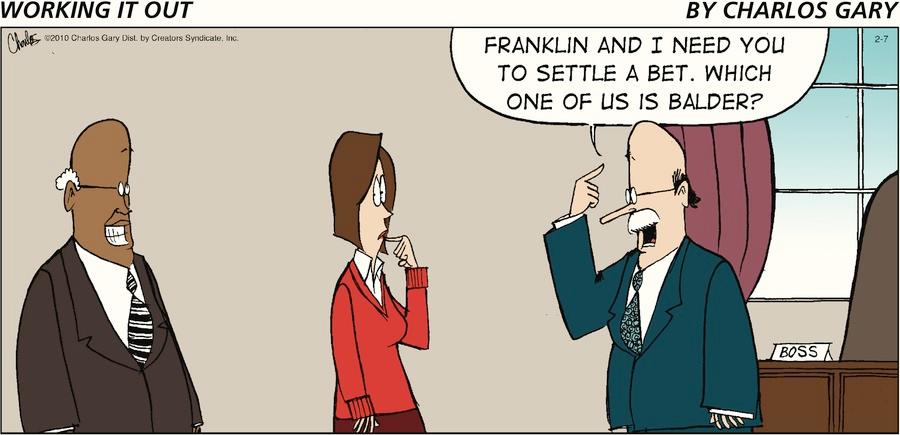 WORKING IT OUT
BY CHARLOS GARY
Charlos
©2010 Charlos Gary Dist. by Creators Syndicate, Inc.
2-7
FRANKLIN AND I NEED YOU
TO SETTLE A BET. WHICH
ONE OF US IS BALDER?
BOSS